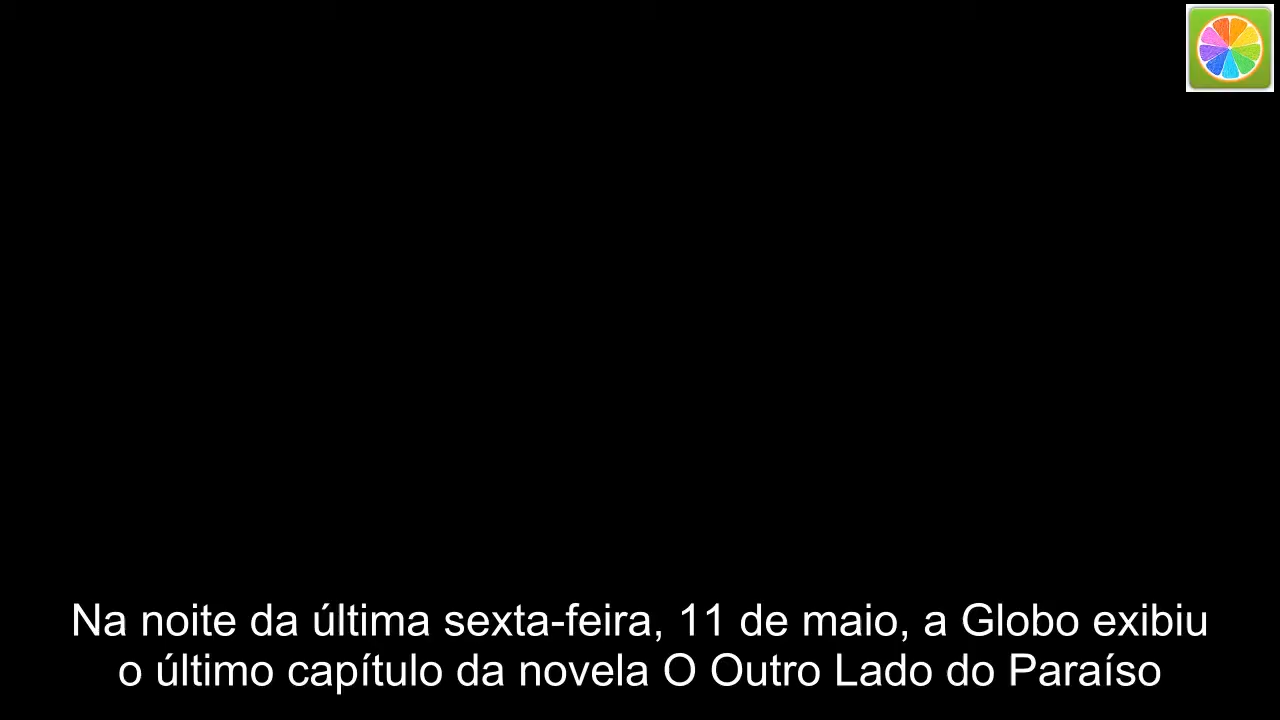 Na noite da última sexta-feira, 11 de maio, a Globo exibiu
o último capítulo da novela O Outro Lado do Paraíso